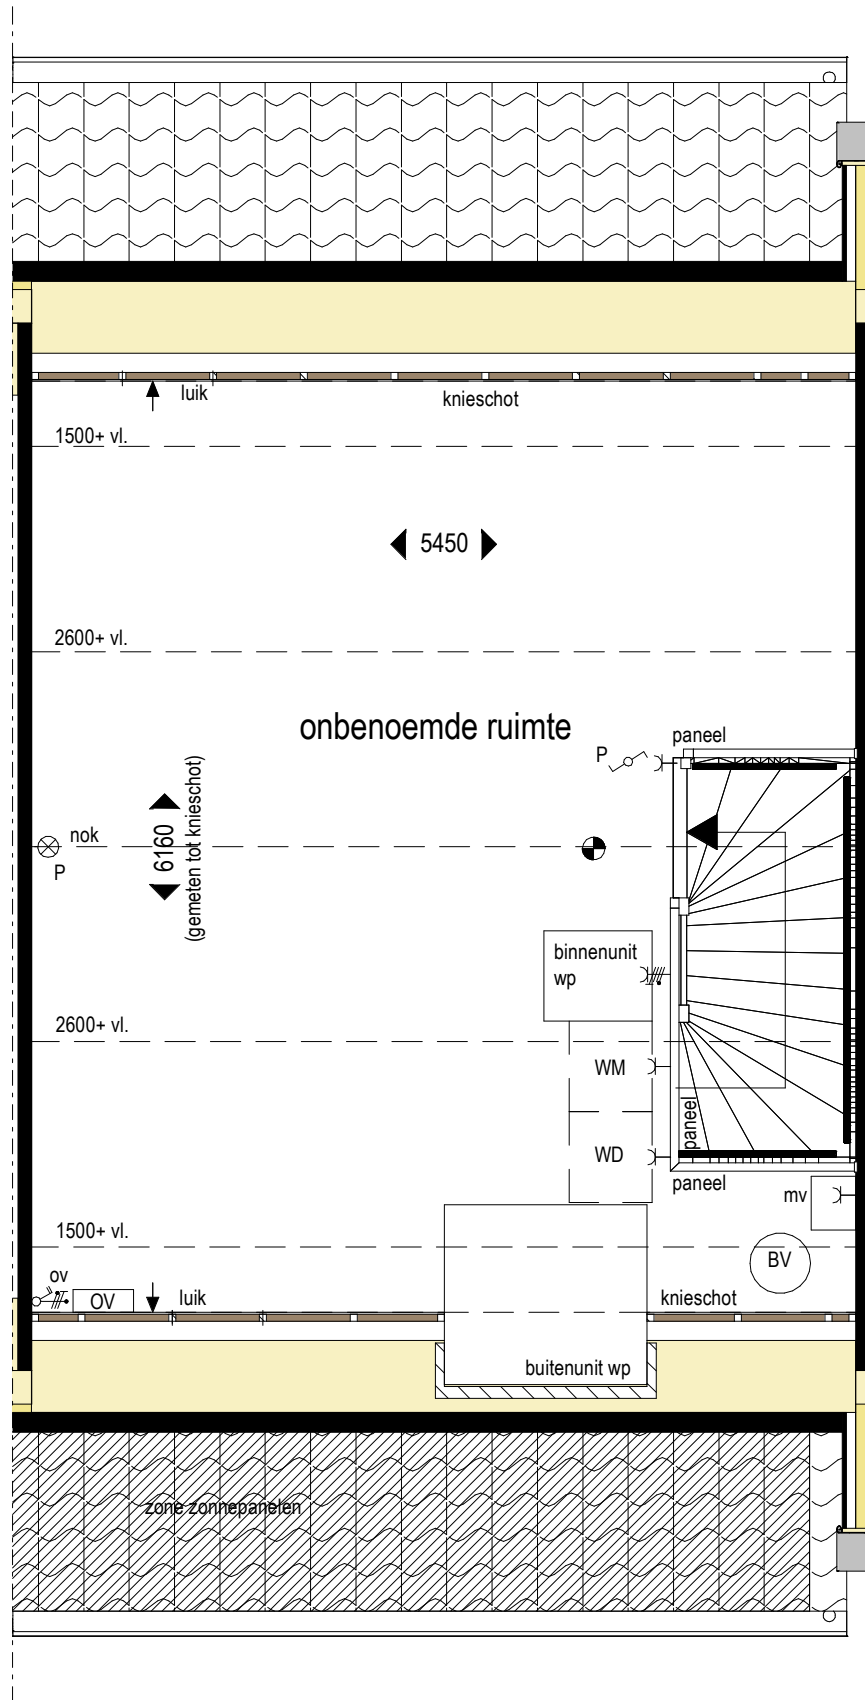 luik
knieschot
1500+ vl.
5450
2600+ vl.
onbenoemde ruimte
paneel
P
nok
P
6160
(gemeten tot knieschot)
binnenunit
wp
2600+ vl.
WM
paneel
WD
paneel
mv
1500+ vl.
BV
ov
OV
luik
knieschot
buitenunit wp
zone zonnepanelen